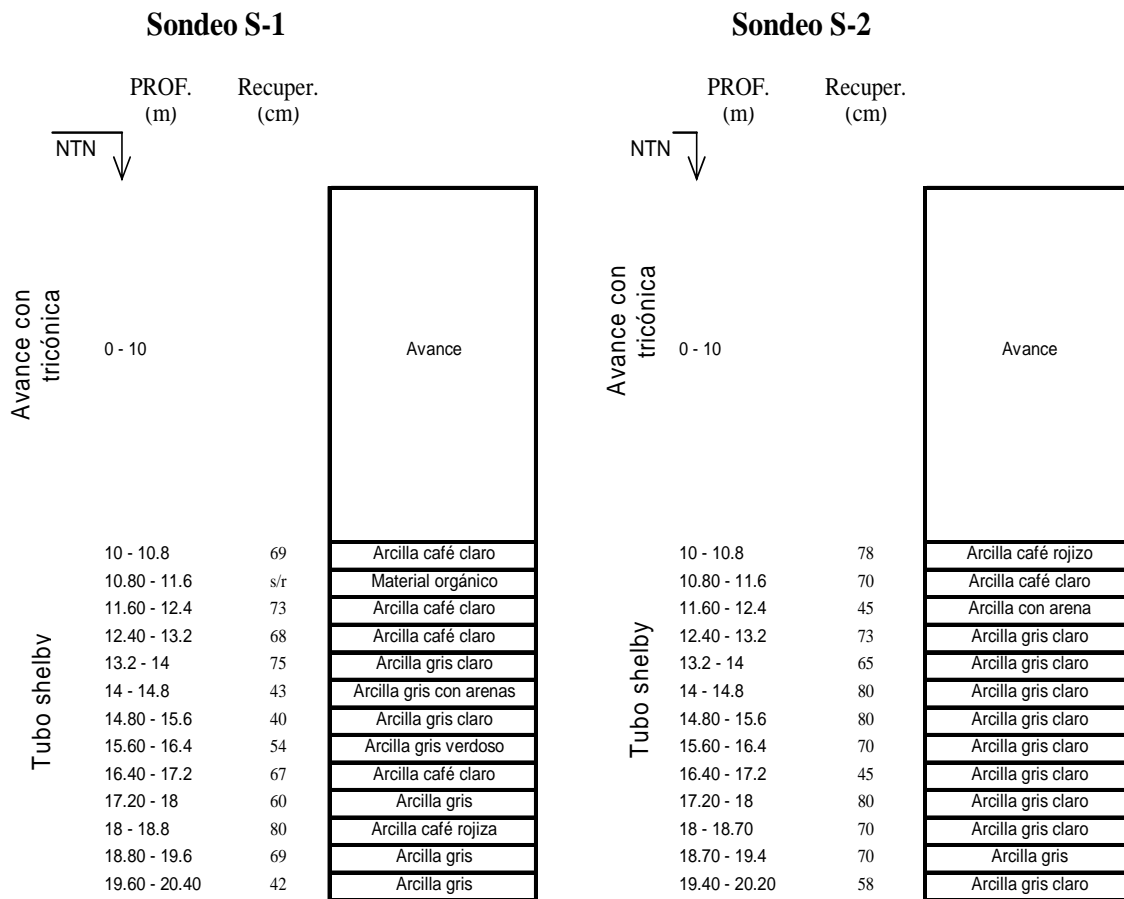 Sondeo S-1
PROF. Recuper.
(m) (cm)
NTN
Avance con
tricónica
0 - 10 Avance
Tubo shelby
10 - 10.8 69 Arcilla café claro
10.80 - 11.6 s/r Material orgánico
11.60 - 12.4 73 Arcilla café claro
12.40 - 13.2 68 Arcilla café claro
13.2 - 14 75 Arcilla gris claro
14 - 14.8 43 Arcilla gris con arenas
14.80 - 15.6 40 Arcilla gris claro
15.60 - 16.4 54 Arcilla gris verdoso
16.40 - 17.2 67 Arcilla café claro
17.20 - 18 60 Arcilla gris
18 - 18.8 80 Arcilla café rojiza
18.80 - 19.6 69 Arcilla gris
19.60 - 20.40 42 Arcilla gris
Sondeo S-2
PROF. Recuper.
(m) (cm)
NTN
Avance con
tricónica
0 - 10 Avance
Tubo shelby
10 - 10.8 78 Arcilla café rojizo
10.80 - 11.6 70 Arcilla café claro
11.60 - 12.4 45 Arcilla con arena
12.40 - 13.2 73 Arcilla gris claro
13.2 - 14 65 Arcilla gris claro
14 - 14.8 80 Arcilla gris claro
14.80 - 15.6 80 Arcilla gris claro
15.60 - 16.4 70 Arcilla gris claro
16.40 - 17.2 45 Arcilla gris claro
17.20 - 18 80 Arcilla gris claro
18 - 18.70 70 Arcilla gris claro
18.70 - 19.4 70 Arcilla gris
19.40 - 20.20 58 Arcilla gris claro